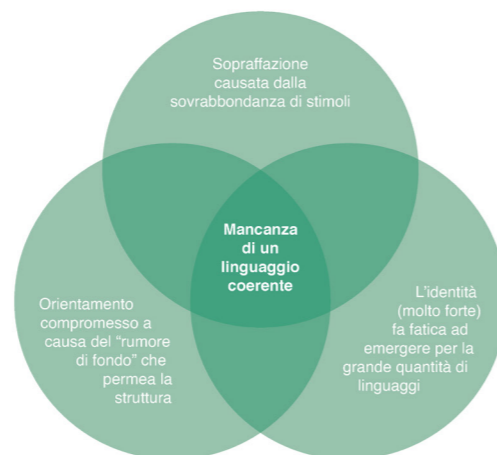 Sopraffazione
causata dalla
sovrabbondanza di stimoli
Mancanza
di un
linguaggio
coerente
Orientamento
compromesso a
causa del “rumore
di fondo” che
permea la
struttura
L’identità
(molto forte)
fa fatica ad
emergere per la
grande quantità di
linguaggi